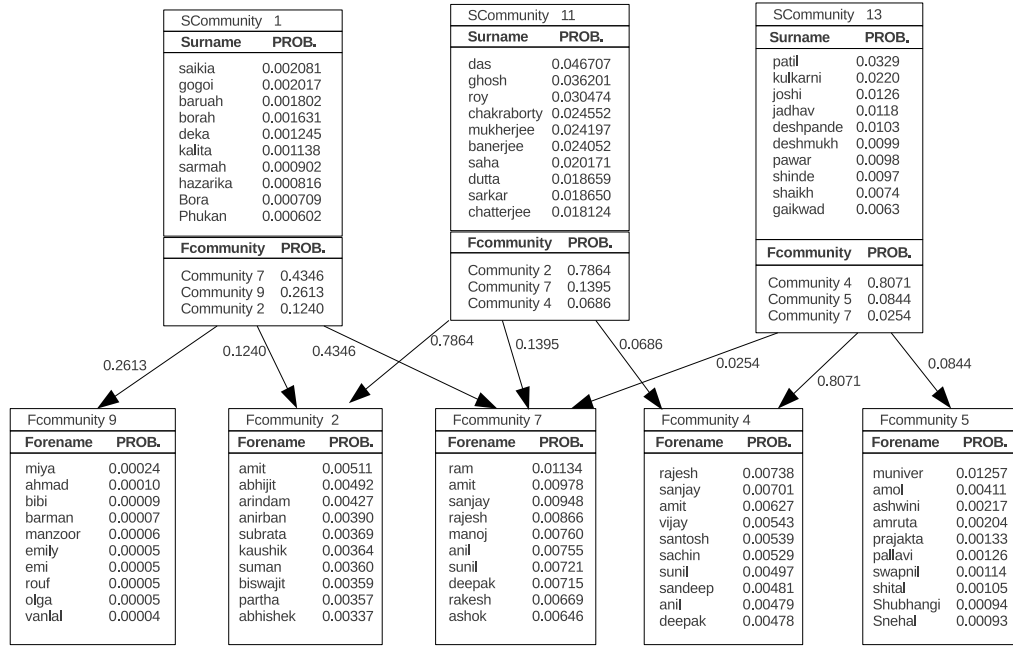 SCommunity 1
Surname PROB.
saikia 0.002081
gogoi 0.002017
baruah 0.001802
borah 0.001631
deka 0.001245
kalita 0.001138
sarmah 0.000902
hazarika 0.000816
Bora 0.000709
Phukan 0.000602
Fcommunity PROB.
Community 7 0.4346
Community 9 0.2613
Community 2 0.1240
SCommunity 11
Surname PROB.
das 0.046707
ghosh 0.036201
roy 0.030474
chakraborty 0.024552
mukherjee 0.024197
banerjee 0.024052
saha 0.020171
dutta 0.018659
sarkar 0.018650
chatterjee 0.018124
Fcommunity PROB.
Community 2 0.7864
Community 7 0.1395
Community 4 0.0686
SCommunity 13
Surname PROB.
patil 0.0329
kulkarni 0.0220
joshi 0.0126
jadhav 0.0118
deshpande 0.0103
deshmukh 0.0099
pawar 0.0098
shinde 0.0097
shaikh 0.0074
gaikwad 0.0063
Fcommunity PROB.
Community 4 0.8071
Community 5 0.0844
Community 7 0.0254
0.2613
0.1240
0.4346
0.7864
0.1395
0.0686
0.0254
0.8071
0.0844
Fcommunity 9
Forename PROB.
miya 0.00024
ahmad 0.00010
bibi 0.00009
barman 0.00007
manzoor 0.00006
emily 0.00005
emi 0.00005
rouf 0.00005
olga 0.00005
vanlal 0.00004
Fcommunity 2
Forename PROB.
amit 0.00511
abhijit 0.00492
arindam 0.00427
anirban 0.00390
subrata 0.00369
kaushik 0.00364
suman 0.00360
biswajit 0.00359
partha 0.00357
abhishek 0.00337
Fcommunity 7
Forename PROB.
ram 0.01134
amit 0.00978
sanjay 0.00948
rajesh 0.00866
manoj 0.00760
anil 0.00755
sunil 0.00721
deepak 0.00715
rakesh 0.00669
ashok 0.00646
Fcommunity 4
Forename PROB.
rajesh 0.00738
sanjay 0.00701
amit 0.00627
vijay 0.00543
santosh 0.00539
sachin 0.00529
sunil 0.00497
sandeep 0.00481
anil 0.00479
deepak 0.00478
Fcommunity 5
Forename PROB.
muniver 0.01257
amol 0.00411
ashwini 0.00217
amruta 0.00204
prajakta 0.00133
pallavi 0.00126
swapnil 0.00114
shital 0.00105
Shubhangi 0.00094
Snehal 0.00093